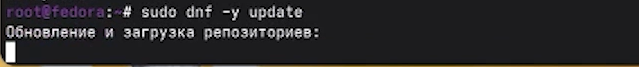 root@fedora:~# sudo dnf -y update
Обновление и загрузка репозиториев: